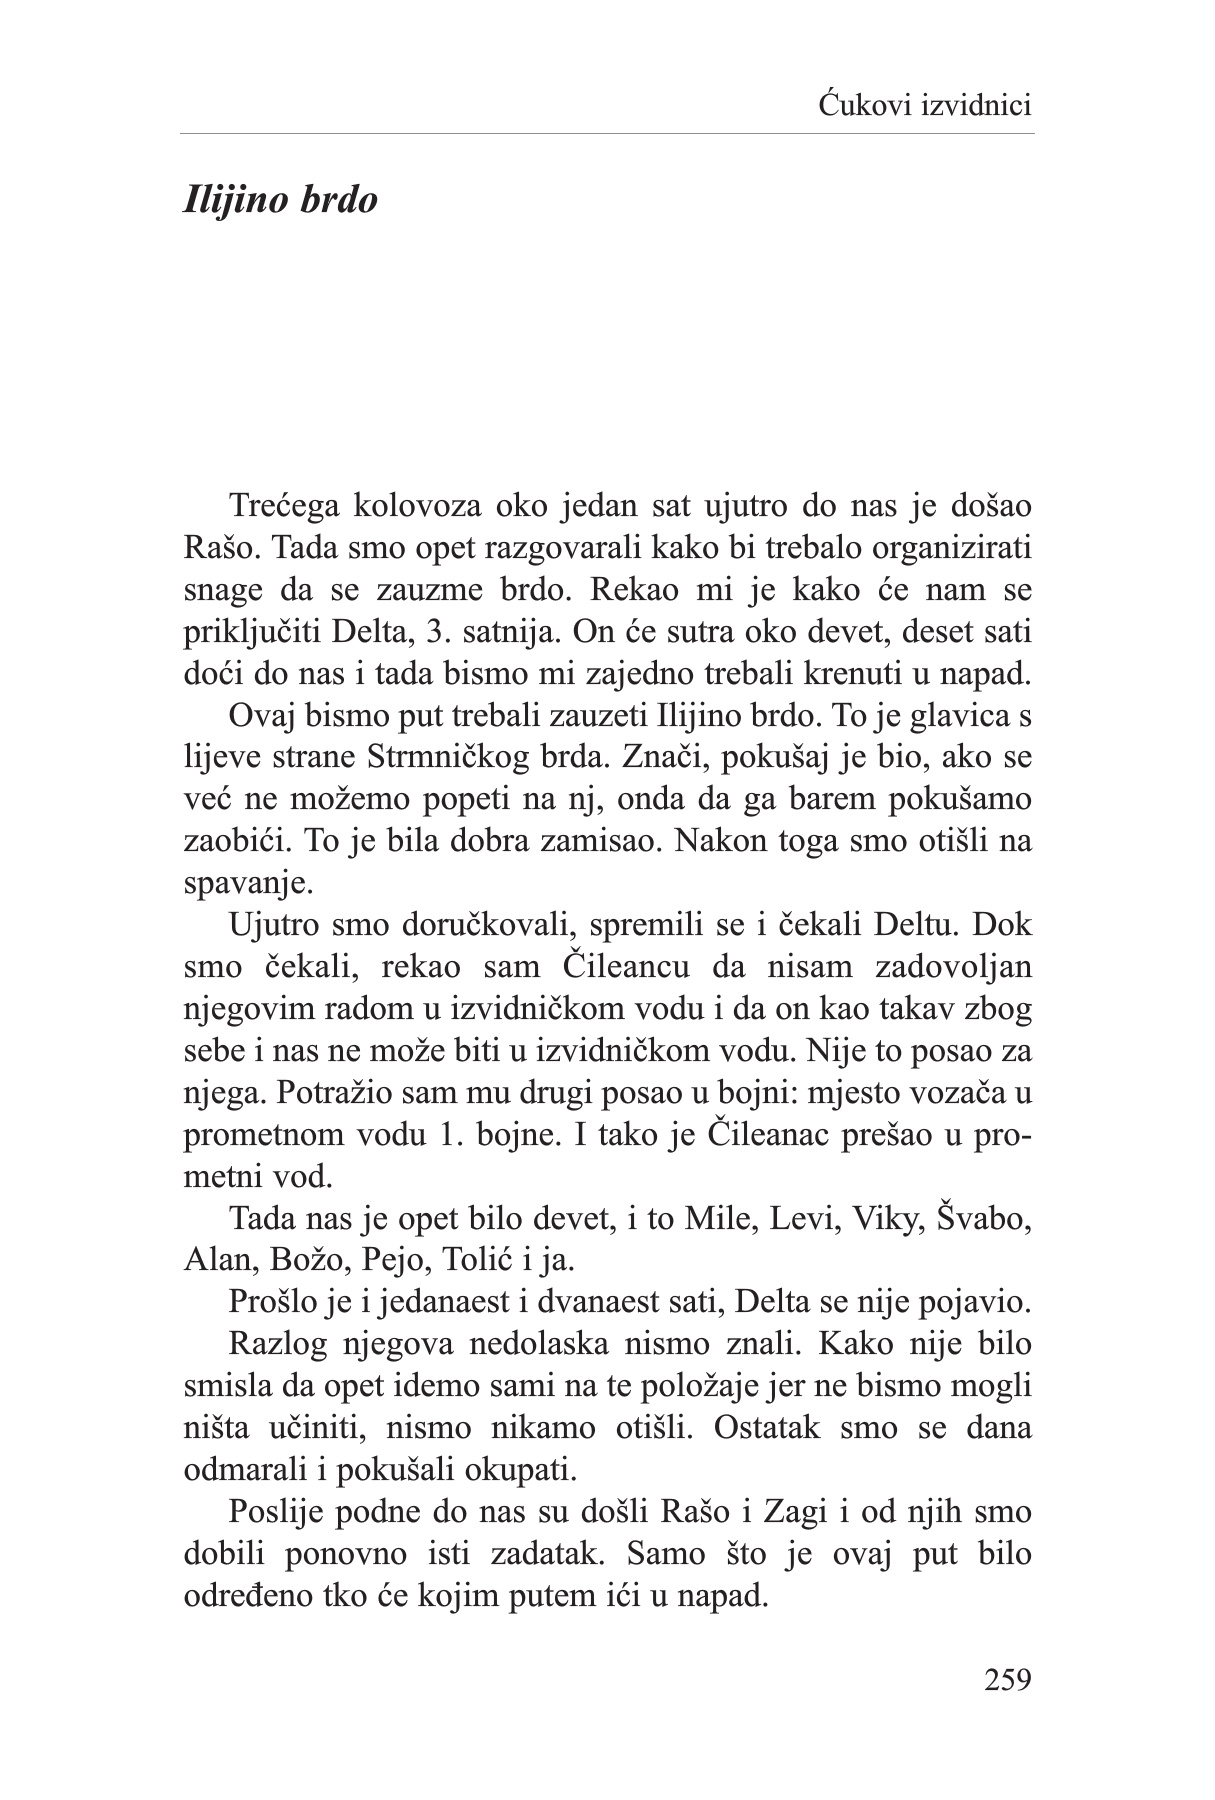 Ćukovi izvidnici
Ilijino brdo
Trećega kolovoza oko jedan sat ujutro do nas je došao
Rašo. Tada smo opet razgovarali kako bi trebalo organizirati
snage da se zauzme brdo. Rekao mi je kako će nam se
priključiti Delta, 3. satnija. On će sutra oko devet, deset sati
doći do nas i tada bismo mi zajedno trebali krenuti u napad.
Ovaj bismo put trebali zauzeti Ilijino brdo. To je glavica s
lijeve strane Strmničkog brda. Znači, pokušaj je bio, ako se
već ne možemo popeti na nj, onda da ga barem pokušamo
zaobići. To je bila dobra zamisao. Nakon toga smo otišli na
spavanje.
Ujutro smo doručkovali, spremili se i čekali Deltu. Dok
smo čekali, rekao sam Čileancu da nisam zadovoljan
njegovim radom u izvidničkom vodu i da on kao takav zbog
sebe i nas ne može biti u izvidničkom vodu. Nije to posao za
njega. Potražio sam mu drugi posao u bojni: mjesto vozača u
prometnom vodu 1. bojne. I tako je Čileanac prešao u pro-
metni vod.
Tada nas je opet bilo devet, i to Mile, Levi, Viky, Švabo,
Alan, Božo, Pejo, Tolić i ja.
Prošlo je i jedanaest i dvanaest sati, Delta se nije pojavio.
Razlog njegova nedolaska nismo znali. Kako nije bilo
smisla da opet idemo sami na te položaje jer ne bismo mogli
ništa učiniti, nismo nikamo otišli. Ostatak smo se dana
odmarali i pokušali okupati.
Poslije podne do nas su došli Rašo i Zagi i od njih smo
dobili ponovno isti zadatak. Samo što je ovaj put bilo
određeno tko će kojim putem ići u napad.
259